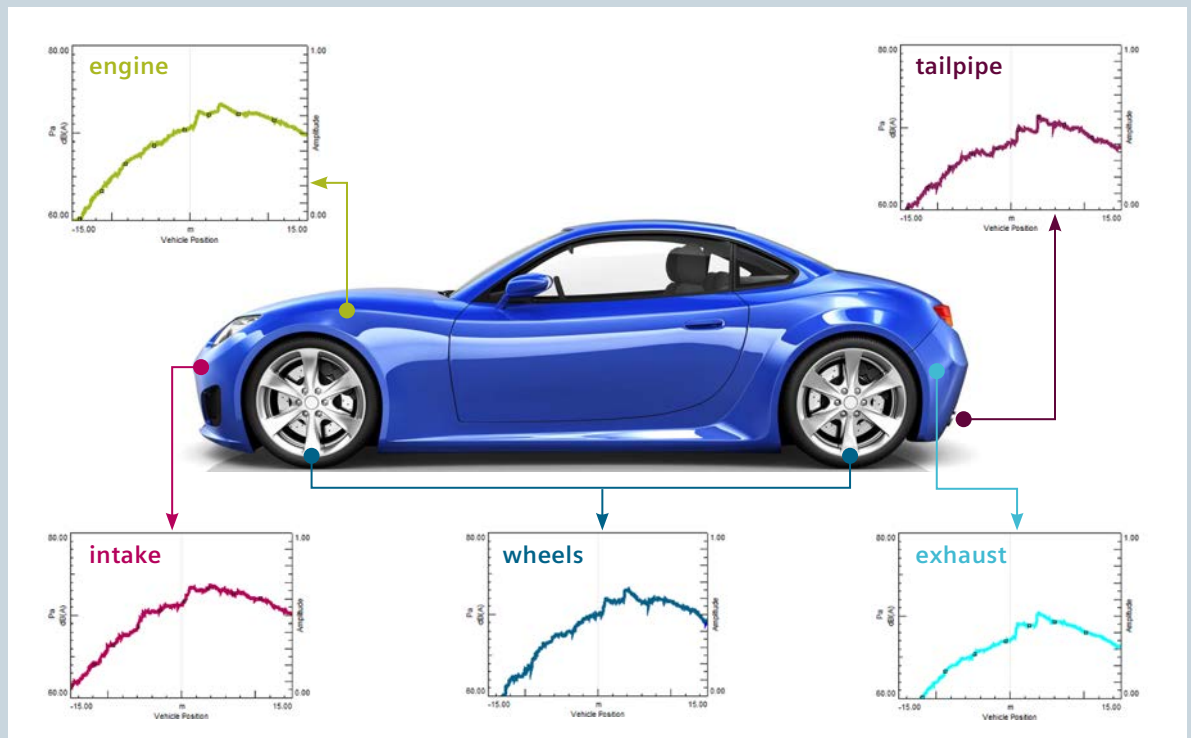 engine
80.00
1.00
Pa
dB(A)
Amplitude
60.00
0.00
-15.00
m
15.00
Vehicle Position
tailpipe
80.00
1.00
Pa
dB(A)
Amplitude
60.00
0.00
-15.00
m
15.00
Vehicle Position
intake
80.00
1.00
Pa
dB(A)
Amplitude
60.00
0.00
-15.00
m
15.00
Vehicle Position
wheels
80.00
1.00
Pa
dB(A)
Amplitude
60.00
0.00
-15.00
m
15.00
Vehicle Position
exhaust
80.00
1.00
Pa
dB(A)
Amplitude
60.00
0.00
-15.00
m
15.00
Vehicle Position